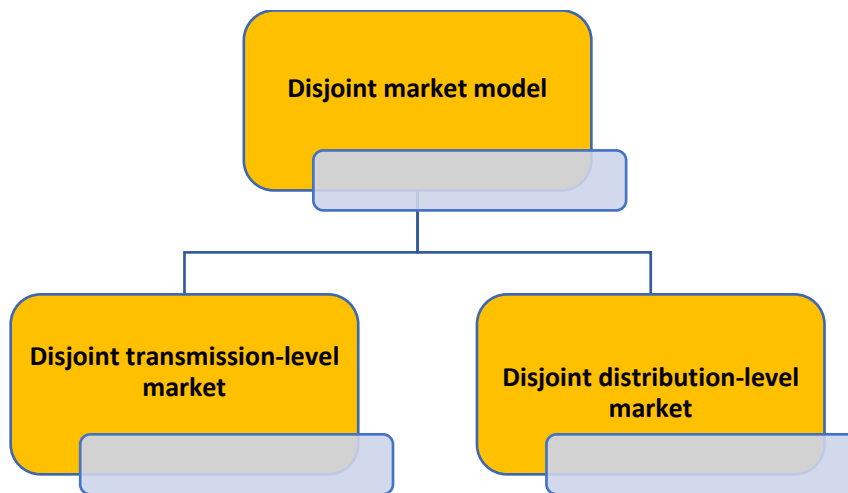 Disjoint market model
Disjoint transmission-level
market
Disjoint distribution-level
market